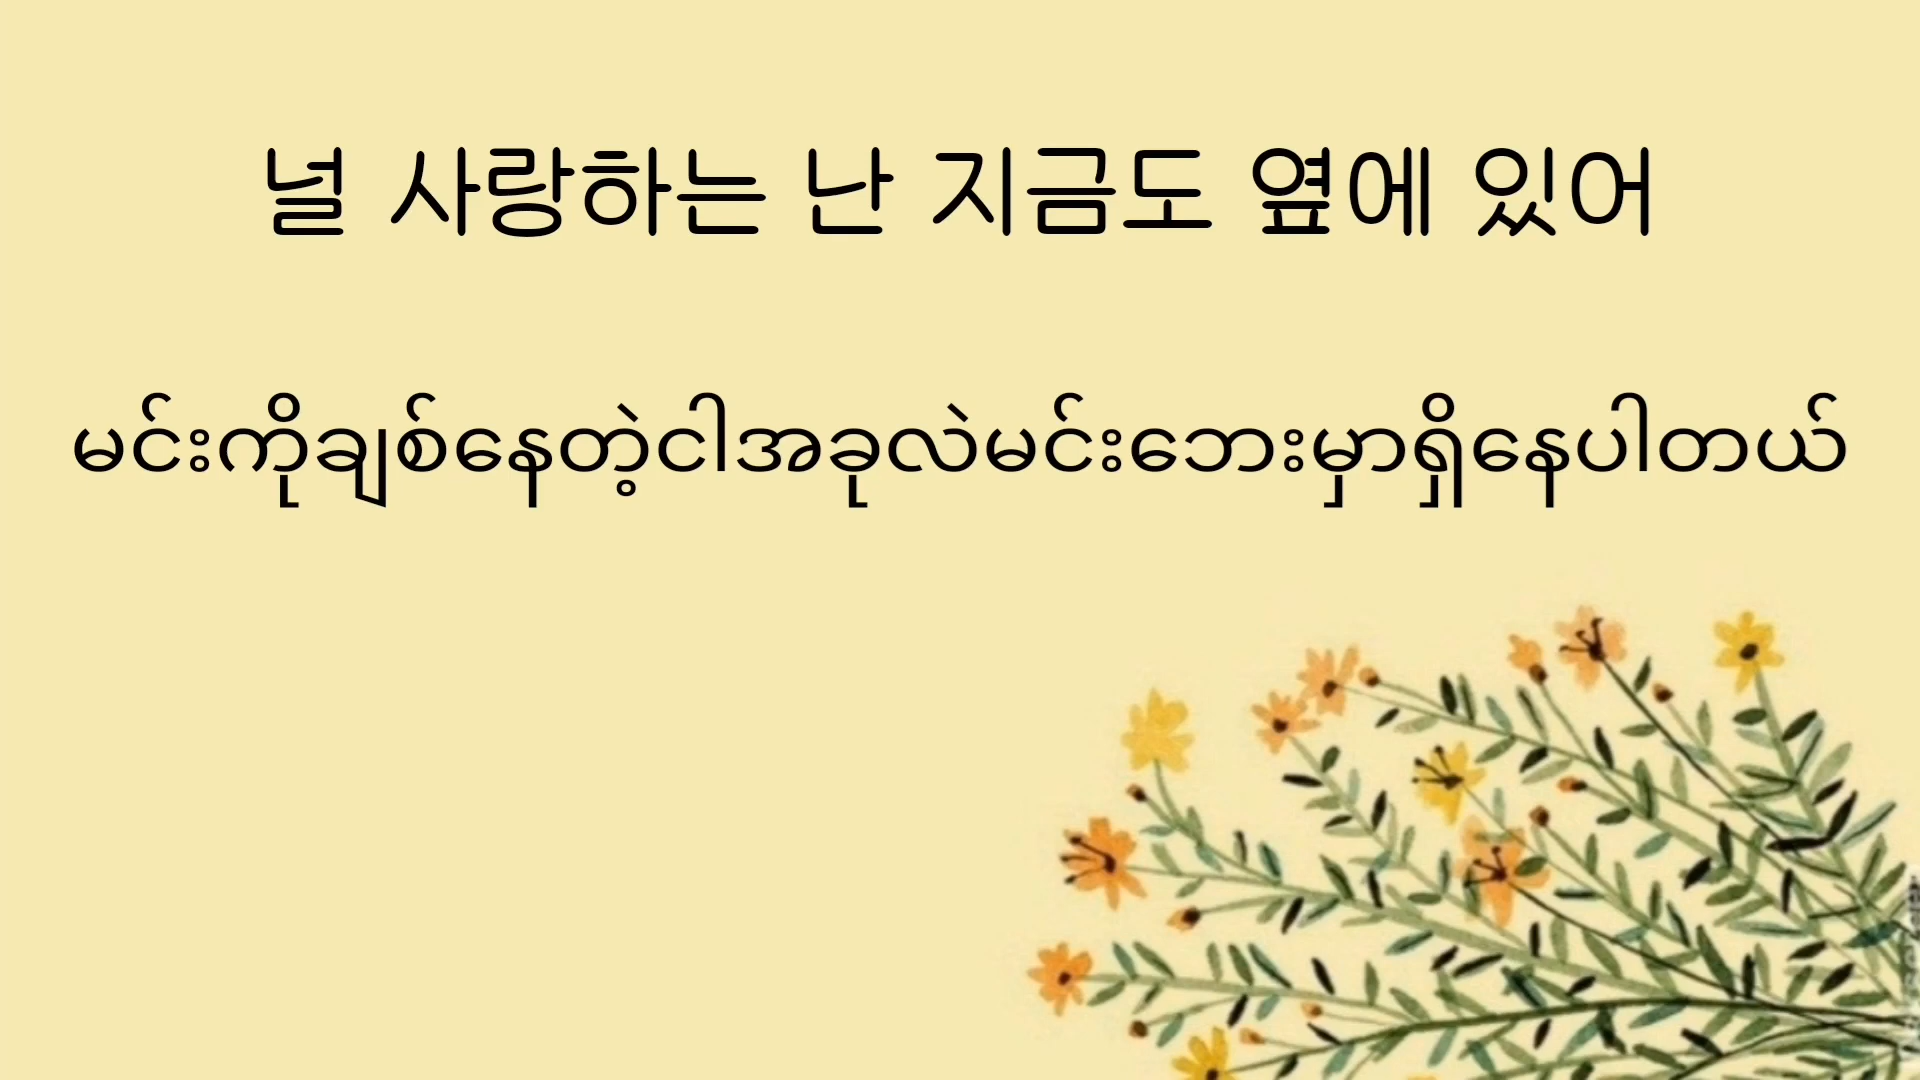 널 사랑하는 난 지금도 옆에 있어
မင်းကိုချစ်နေတဲ့ငါအခုလဲမင်းဘေးမှာရှိနေပါတယ်